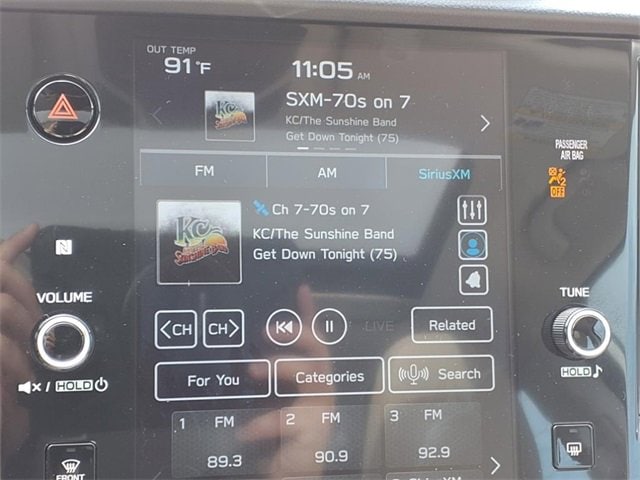 OUT TEMP
91°F
11:05 AM
SXM-70s on 7
KC/The Sunshine Band
Get Down Tonight (75)
PASSENGER
AIR BAG
2
OFF
FM
AM
SiriusXM
Ch 7-70s on 7
KC
KC/The Sunshine Band
Get Down Tonight (75)
VOLUME
TUNE
<CH
CH>
LIVE
Related
/ HOLD
HOLD
For You
Categories
Search
1 FM
2 FM
3 FM
89.3
90.9
92.9
FRONT
SiriusXM